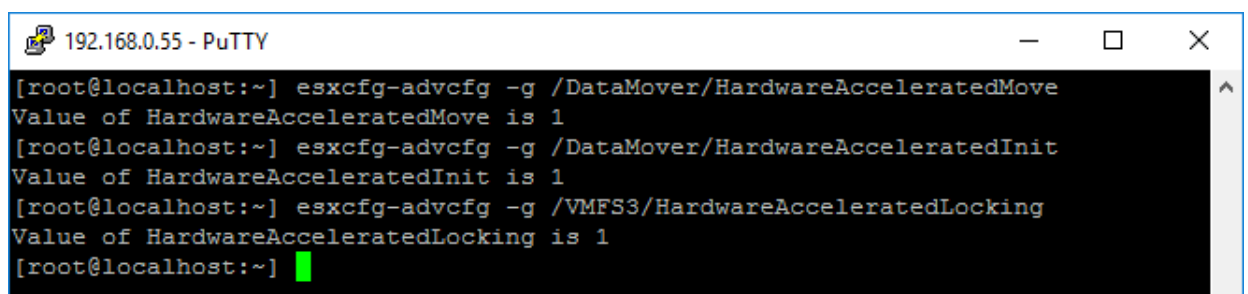 192.168.0.55 - PuTTY
[root@localhost:~] esxcfg-advcfg -g /DataMover/HardwareAcceleratedMove
Value of HardwareAcceleratedMove is 1
[root@localhost:~] esxcfg-advcfg -g /DataMover/HardwareAcceleratedInit
Value of HardwareAcceleratedInit is 1
[root@localhost:~] esxcfg-advcfg -g /VMFS3/HardwareAcceleratedLocking
Value of HardwareAcceleratedLocking is 1
[root@localhost:~]